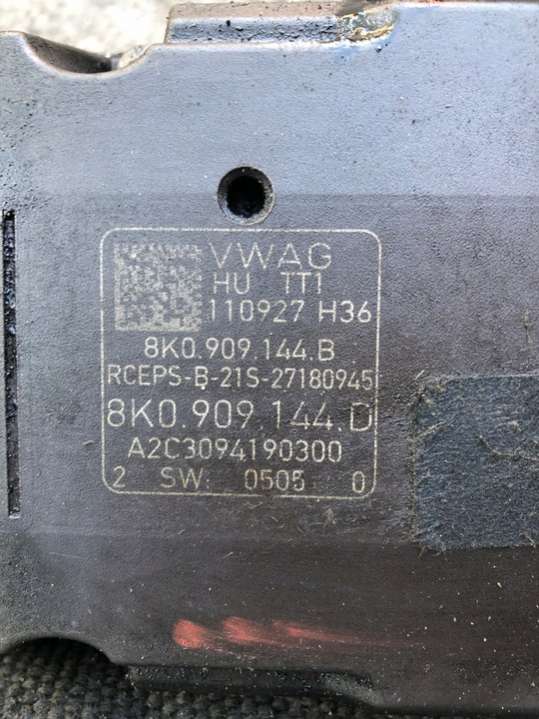 VWAG
HU TT1
110927 H36
8K0.909.144.B
RCEPS-B-21S-27180945
8K0.909.144.D
A2C3094190300
2 SW: 0505 0